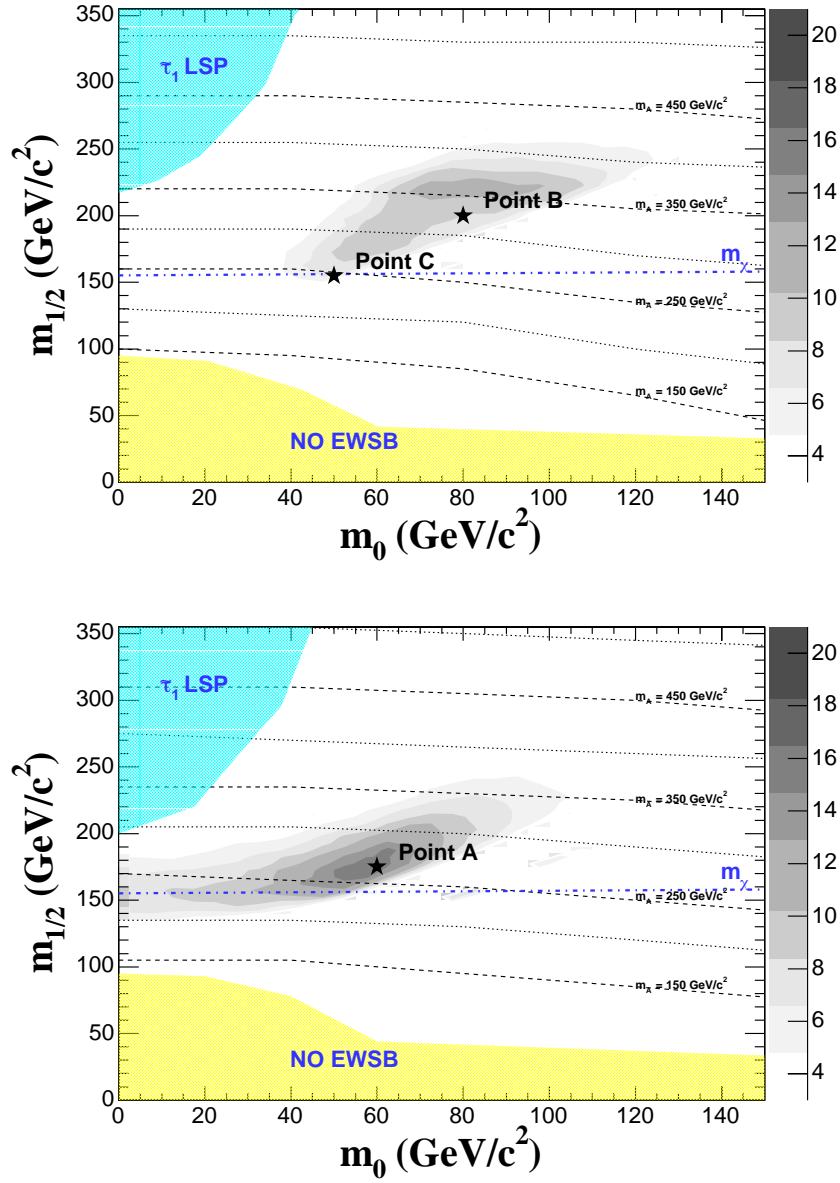 m1/2 (GeV/c2)
350
300
250
200
150
100
50
0
τ̃1 LSP
mA = 450 GeV/c2
mA = 350 GeV/c2
Point B
Point C
mχ
mA = 250 GeV/c2
mA = 150 GeV/c2
NO EWSB
0 20 40 60 80 100 120 140
m0 (GeV/c2)
20
18
16
14
12
10
8
6
4
m1/2 (GeV/c2)
350
300
250
200
150
100
50
0
τ̃1 LSP
mA = 450 GeV/c2
mA = 350 GeV/c2
Point A
mχ
mA = 250 GeV/c2
mA = 150 GeV/c2
NO EWSB
0 20 40 60 80 100 120 140
m0 (GeV/c2)
20
18
16
14
12
10
8
6
4